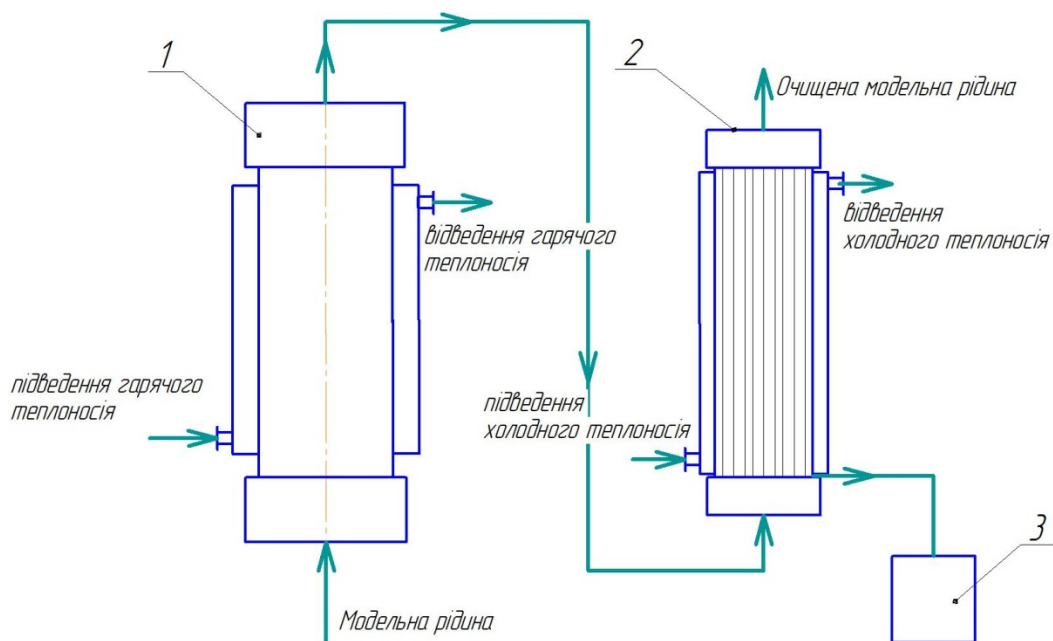 1
2
Очищена модельна рідина
відведення гарячого
теплоносія
відведення
холодного теплоносія
підведення гарячого
теплоносія
підведення
холодного теплоносія
3
Модельна рідина